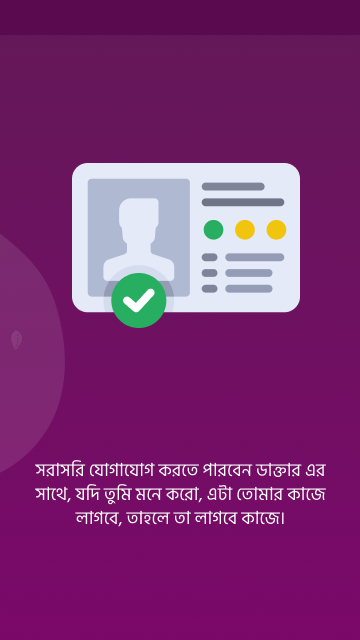 সরাসরি যোগাযোগ করতে পারবেন ডাক্তার এর
সাথে, যদি তুমি মনে করো, এটা তোমার কাজে
লাগবে, তাহলে তা লাগবে কাজে।